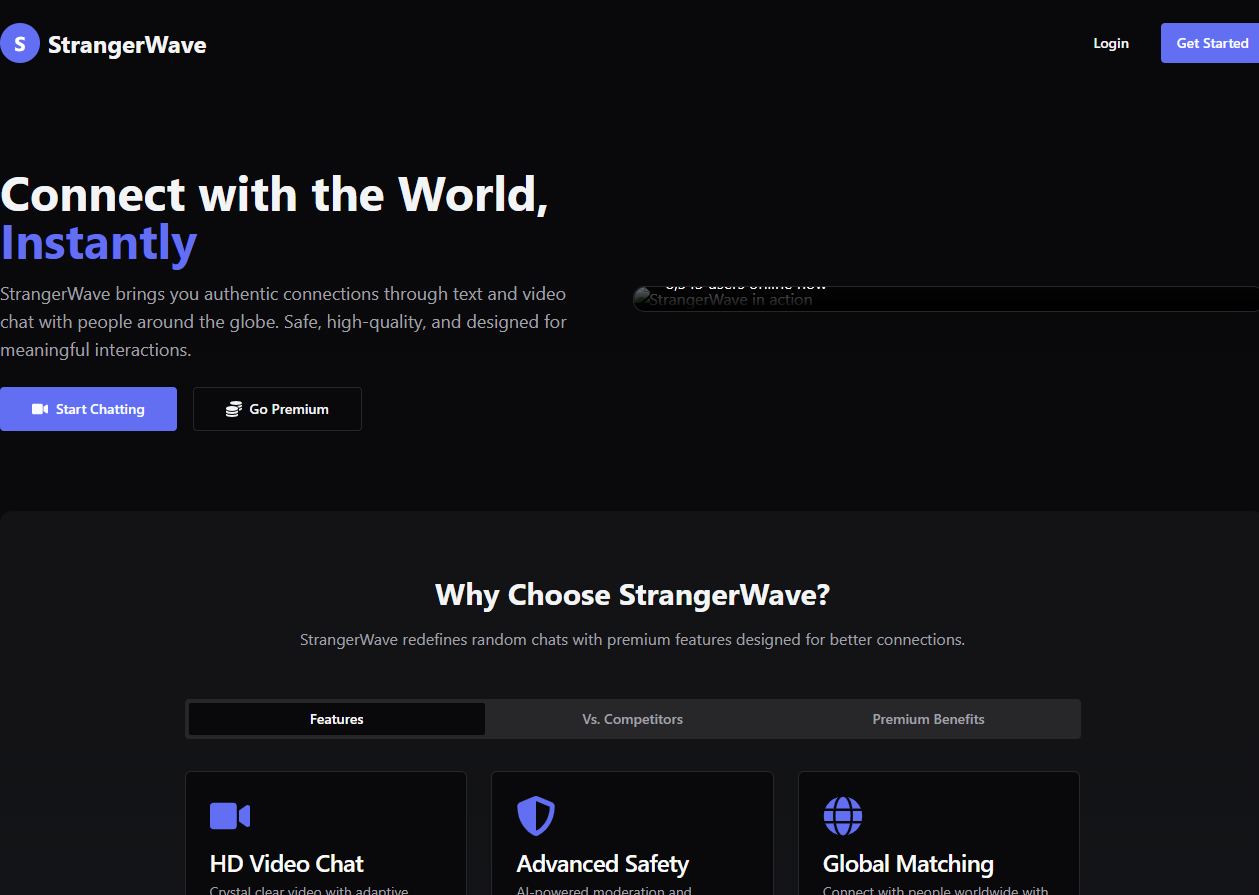 S StrangerWave
Login
Get Started
Connect with the World,
Instantly
StrangerWave brings you authentic connections through text and video
chat with people around the globe. Safe, high-quality, and designed for
meaningful interactions.
users online now
StrangerWave in action
Start Chatting
Go Premium
Why Choose StrangerWave?
StrangerWave redefines random chats with premium features designed for better connections.
Features
Vs. Competitors
Premium Benefits
HD Video Chat
Advanced Safety
Global Matching
Crystal clear video with adaptive
AI-powered moderation and
Connect with people worldwide with